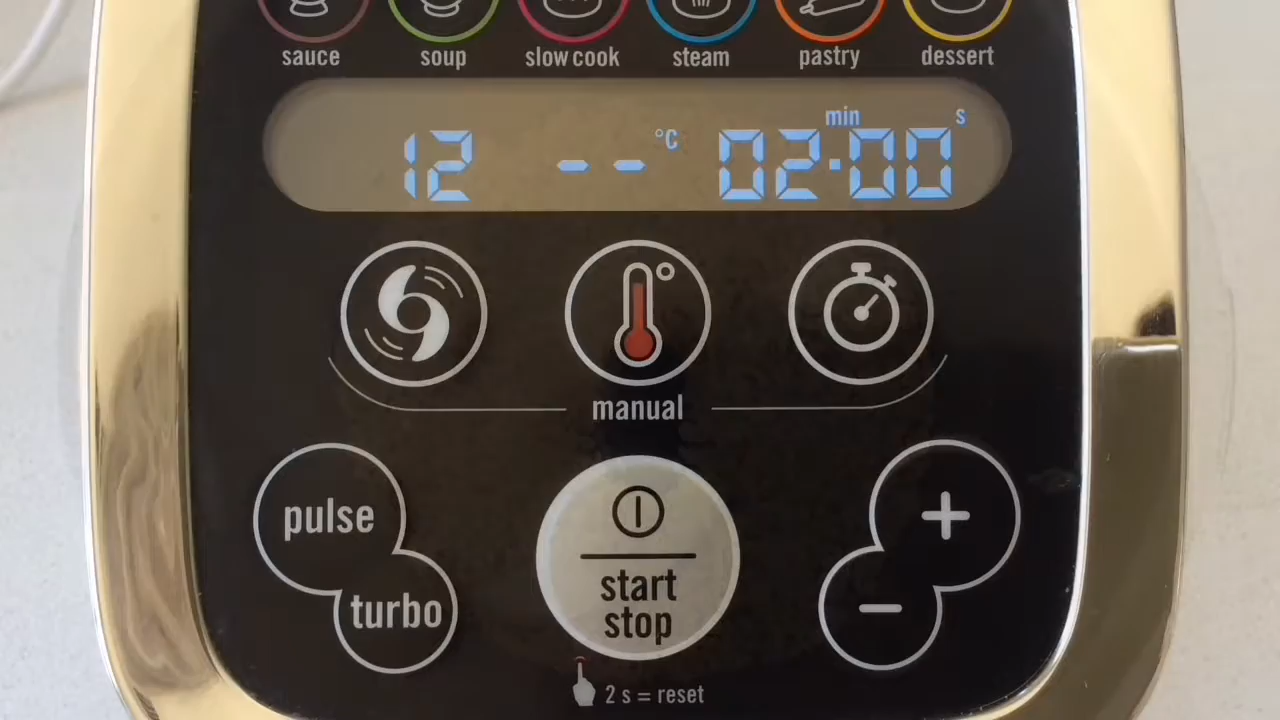 sauce soup slow cook steam pastry dessert
12 -- °C 02:00 min s
manual
pulse
turbo
start
stop
+
-
2 s = reset